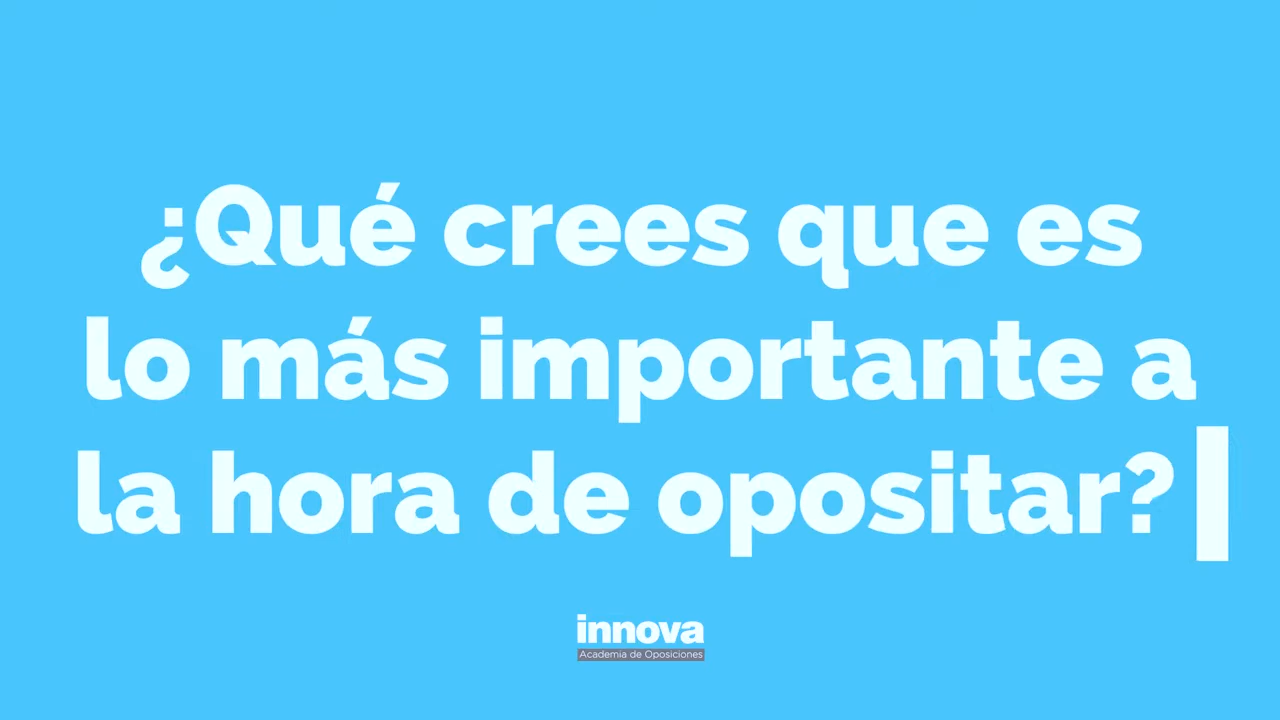 ¿Qué crees que es
lo más importante a
la hora de opositar?
innova
Academia de Oposiciones